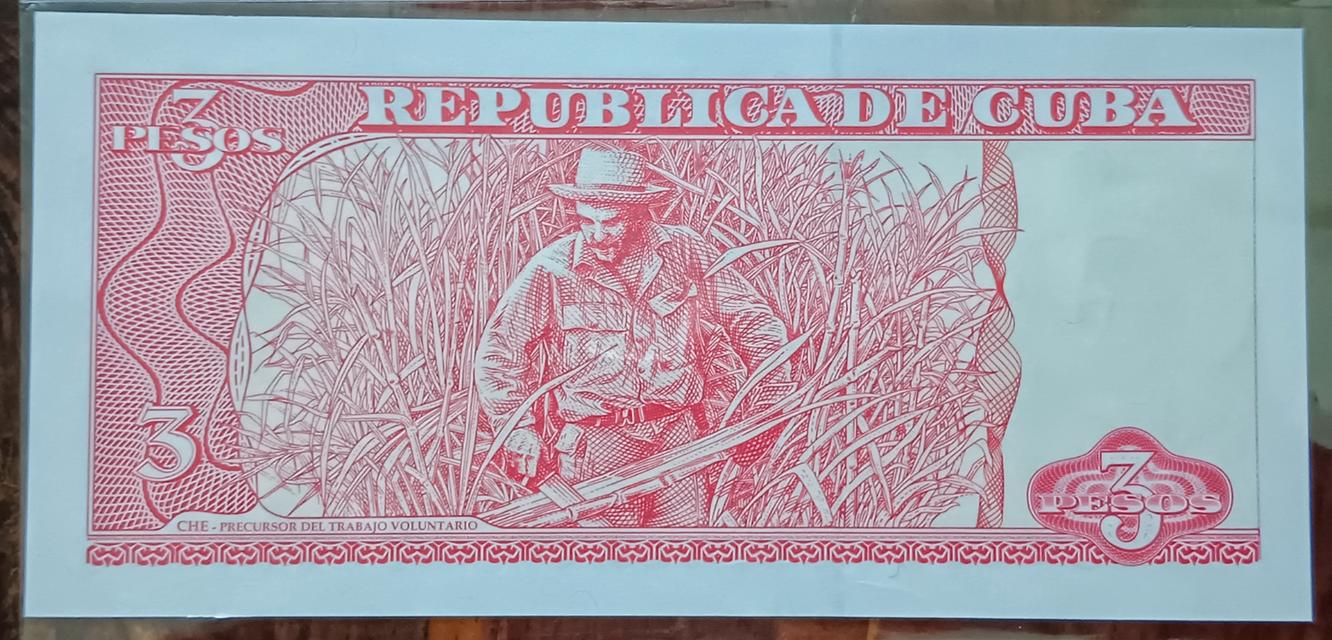 REPUBLICA DE CUBA
3
PESOS
3
CHE - PRECURSOR DEL TRABAJO VOLUNTARIO
3
PESOS